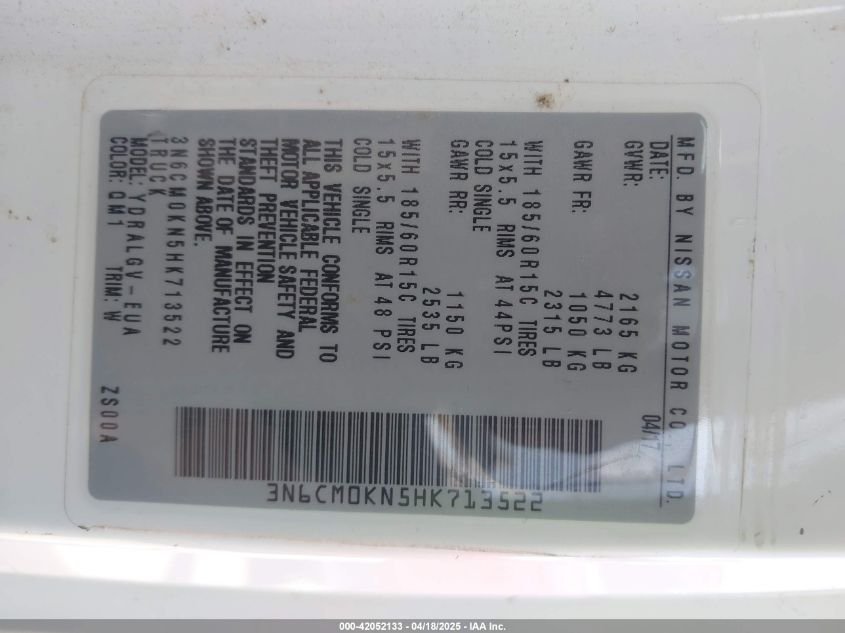 MFD. BY NISSAN MOTOR CO., LTD.
DATE: 04/17
GVWR: 2165 KG
4773 LB
GAWR FR: 1050 KG
2315 LB
WITH 185/60R15C TIRES
15x5.5 RIMS AT 44PSI
COLD SINGLE
GAWR RR: 1150 KG
2535 LB
WITH 185/60R15C TIRES
15x5.5 RIMS AT 48 PSI
COLD SINGLE
THIS VEHICLE CONFORMS TO
ALL APPLICABLE FEDERAL
MOTOR VEHICLE SAFETY AND
THEFT PREVENTION
STANDARDS IN EFFECT ON
THE DATE OF MANUFACTURE
SHOWN ABOVE.
3N6CM0KN5HK713522
TRUCK
MODEL: YDRALGV-EUA
COLOR: QM1 TRIM: W
ZS00A
3N6CM0KN5HK713522
000-42052133 - 04/18/2025 - IAA Inc.